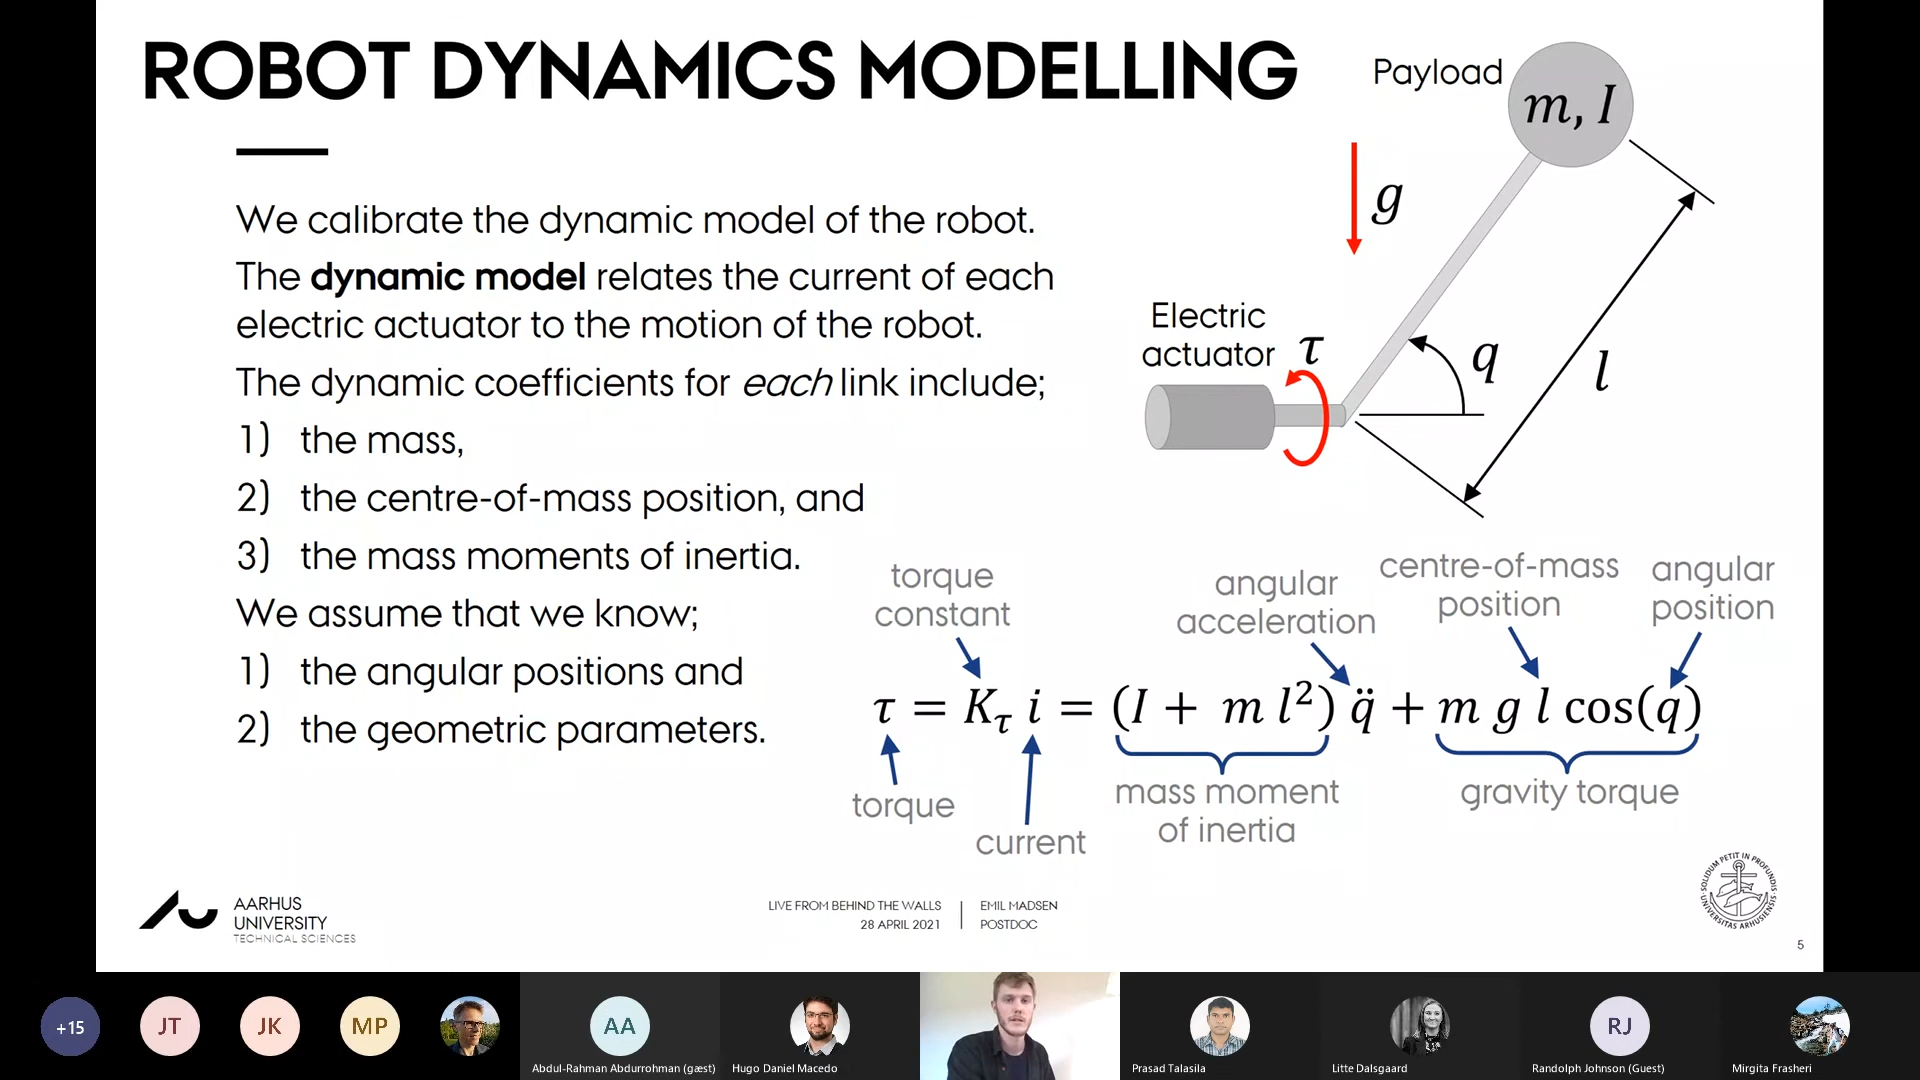 ROBOT DYNAMICS MODELLING
We calibrate the dynamic model of the robot.
The dynamic model relates the current of each
electric actuator to the motion of the robot.
The dynamic coefficients for each link include;
1) the mass,
2) the centre-of-mass position, and
3) the mass moments of inertia.
We assume that we know;
1) the angular positions and
2) the geometric parameters.
Payload
m, I
g
Electric
actuator
τ
q
l
torque
constant
angular
acceleration
centre-of-mass
position
angular
position
τ = K_τ i = (I + m l²) q̈ + m g l cos(q)
torque
current
mass moment
of inertia
gravity torque
AARHUS
UNIVERSITY
TECHNICAL SCIENCES
LIVE FROM BEHIND THE WALLS
28 APRIL 2021
EMIL MADSEN
POSTDOC
SOLIDUM PETIT IN PROFUNDIS
UNIVERSITAS ARHUSIENSIS
5
+15
JT
JK
MP
AA
Abdul-Rahman Abdurrohman (gæst)
Hugo Daniel Macedo
Prasad Talasila
Litte Dalsgaard
RJ
Randolph Johnson (Guest)
Mirgita Frasheri